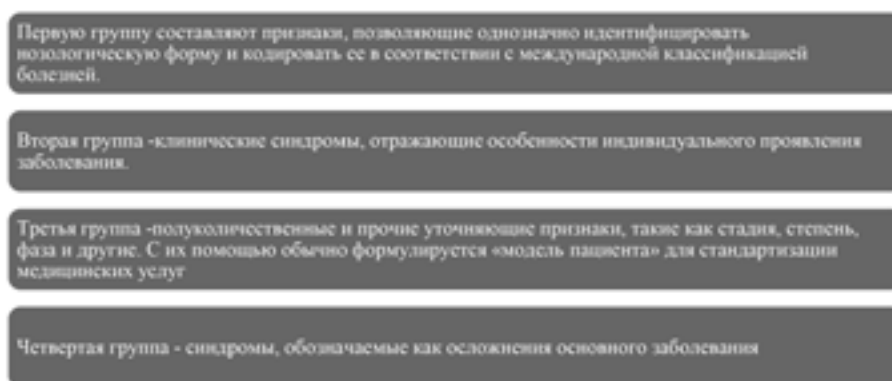 Первую группу составляют признаки, позволяющие однозначно идентифицировать
нозологическую форму и кодировать ее в соответствии с международной классификацией
болезней.
Вторая группа -клинические синдромы, отражающие особенности индивидуального проявления
заболевания.
Третья группа -полуколичественные и прочие уточняющие признаки, такие как стадия, степень,
фаза и другие. С их помощью обычно формулируется «модель пациента» для стандартизации
медицинских услуг
Четвертая группа - синдромы, обозначаемые как осложнения основного заболевания